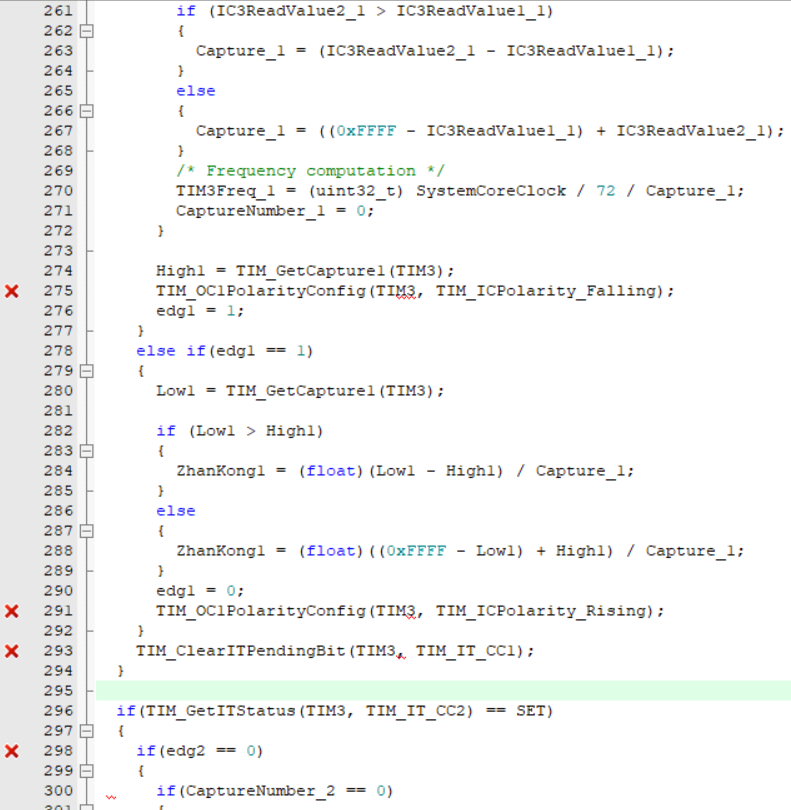 261 if (IC3ReadValue2_1 > IC3ReadValue1_1)
262 {
263 Capture_1 = (IC3ReadValue2_1 - IC3ReadValue1_1);
264 }
265 else
266 {
267 Capture_1 = ((0xFFFF - IC3ReadValue1_1) + IC3ReadValue2_1);
268 }
269 /* Frequency computation */
270 TIM3Freq_1 = (uint32_t) SystemCoreClock / 72 / Capture_1;
271 CaptureNumber_1 = 0;
272 }
273
274 High1 = TIM_GetCapture1(TIM3);
275 TIM_OC1PolarityConfig(TIM3, TIM_ICPolarity_Falling);
276 edg1 = 1;
277 }
278 else if(edg1 == 1)
279 {
280 Low1 = TIM_GetCapture1(TIM3);
281
282 if (Low1 > High1)
283 {
284 ZhanKong1 = (float)(Low1 - High1) / Capture_1;
285 }
286 else
287 {
288 ZhanKong1 = (float)((0xFFFF - Low1) + High1) / Capture_1;
289 }
290 edg1 = 0;
291 TIM_OC1PolarityConfig(TIM3, TIM_ICPolarity_Rising);
292 }
293 TIM_ClearITPendingBit(TIM3, TIM_IT_CC1);
294 }
295
296 if(TIM_GetITStatus(TIM3, TIM_IT_CC2) == SET)
297 {
298 if(edg2 == 0)
299 {
300 if(CaptureNumber_2 == 0)
301 {